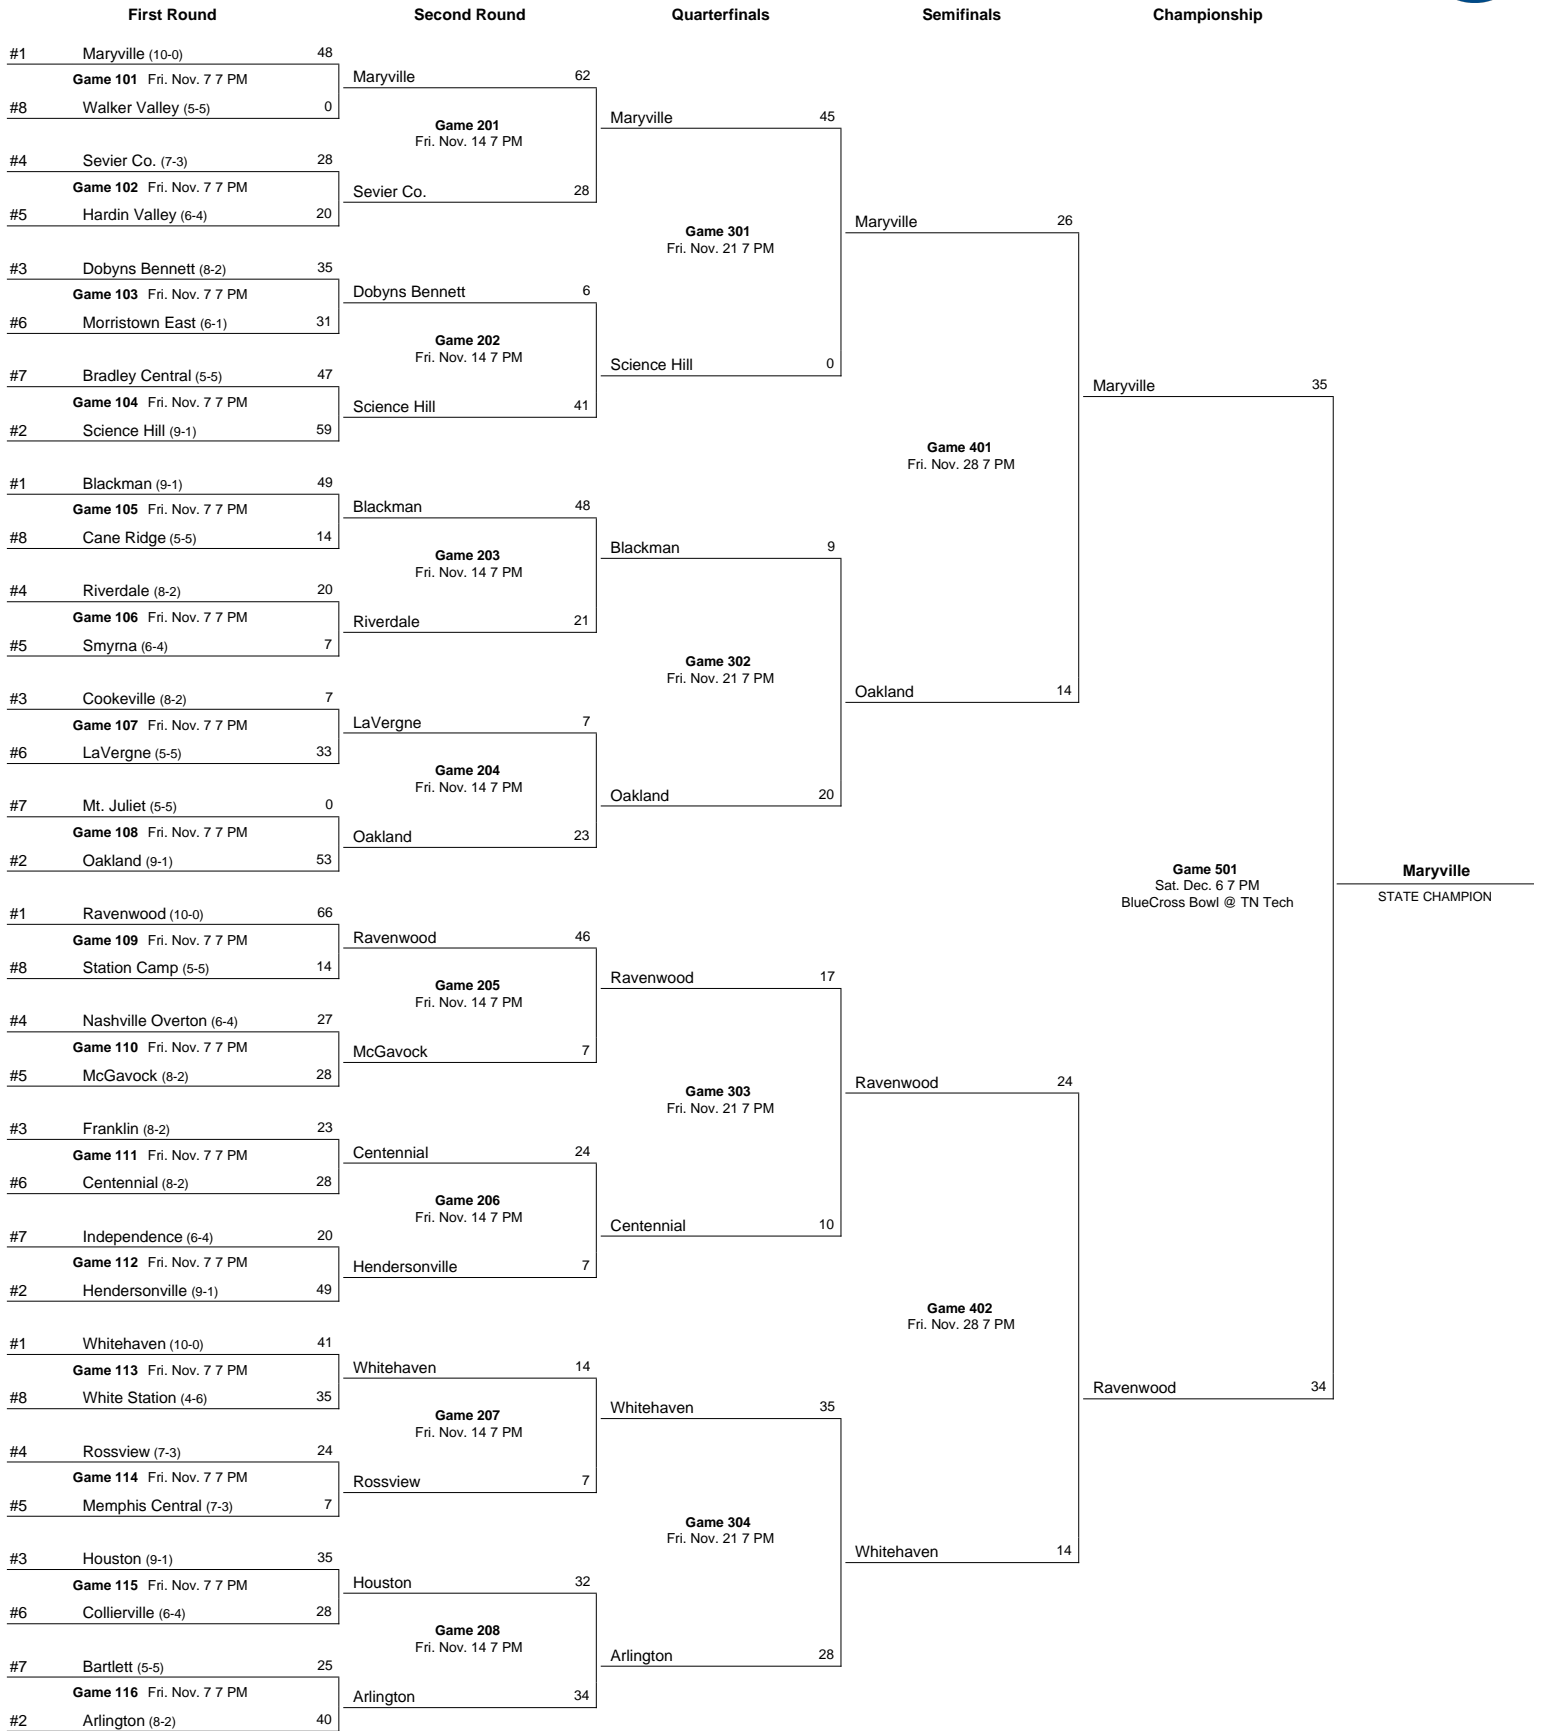 First Round
Second Round
Quarterfinals
Semifinals
Championship
#1 Maryville (10-0) 48
Game 101 Fri. Nov. 7 7 PM
#8 Walker Valley (5-5) 0
#4 Sevier Co. (7-3) 28
Game 102 Fri. Nov. 7 7 PM
#5 Hardin Valley (6-4) 20
#3 Dobyns Bennett (8-2) 35
Game 103 Fri. Nov. 7 7 PM
#6 Morristown East (6-1) 31
#7 Bradley Central (5-5) 47
Game 104 Fri. Nov. 7 7 PM
#2 Science Hill (9-1) 59
#1 Blackman (9-1) 49
Game 105 Fri. Nov. 7 7 PM
#8 Cane Ridge (5-5) 14
#4 Riverdale (8-2) 20
Game 106 Fri. Nov. 7 7 PM
#5 Smyrna (6-4) 7
#3 Cookeville (8-2) 7
Game 107 Fri. Nov. 7 7 PM
#6 LaVergne (5-5) 33
#7 Mt. Juliet (5-5) 0
Game 108 Fri. Nov. 7 7 PM
#2 Oakland (9-1) 53
#1 Ravenwood (10-0) 66
Game 109 Fri. Nov. 7 7 PM
#8 Station Camp (5-5) 14
#4 Nashville Overton (6-4) 27
Game 110 Fri. Nov. 7 7 PM
#5 McGavock (8-2) 28
#3 Franklin (8-2) 23
Game 111 Fri. Nov. 7 7 PM
#6 Centennial (8-2) 28
#7 Independence (6-4) 20
Game 112 Fri. Nov. 7 7 PM
#2 Hendersonville (9-1) 49
#1 Whitehaven (10-0) 41
Game 113 Fri. Nov. 7 7 PM
#8 White Station (4-6) 35
#4 Rossview (7-3) 24
Game 114 Fri. Nov. 7 7 PM
#5 Memphis Central (7-3) 7
#3 Houston (9-1) 35
Game 115 Fri. Nov. 7 7 PM
#6 Collierville (6-4) 28
#7 Bartlett (5-5) 25
Game 116 Fri. Nov. 7 7 PM
#2 Arlington (8-2) 40
Maryville 62
Game 201
Fri. Nov. 14 7 PM
Sevier Co. 28
Dobyns Bennett 6
Game 202
Fri. Nov. 14 7 PM
Science Hill 41
Blackman 48
Game 203
Fri. Nov. 14 7 PM
Riverdale 21
LaVergne 7
Game 204
Fri. Nov. 14 7 PM
Oakland 23
Ravenwood 46
Game 205
Fri. Nov. 14 7 PM
McGavock 7
Centennial 24
Game 206
Fri. Nov. 14 7 PM
Hendersonville 7
Whitehaven 14
Game 207
Fri. Nov. 14 7 PM
Rossview 7
Houston 32
Game 208
Fri. Nov. 14 7 PM
Arlington 34
Maryville 45
Game 301
Fri. Nov. 21 7 PM
Science Hill 0
Blackman 9
Game 302
Fri. Nov. 21 7 PM
Oakland 20
Ravenwood 17
Game 303
Fri. Nov. 21 7 PM
Centennial 10
Whitehaven 35
Game 304
Fri. Nov. 21 7 PM
Arlington 28
Maryville 26
Game 401
Fri. Nov. 28 7 PM
Oakland 14
Ravenwood 24
Game 402
Fri. Nov. 28 7 PM
Whitehaven 14
Maryville 35
Game 501
Sat. Dec. 6 7 PM
BlueCross Bowl @ TN Tech
Ravenwood 34
Maryville
STATE CHAMPION